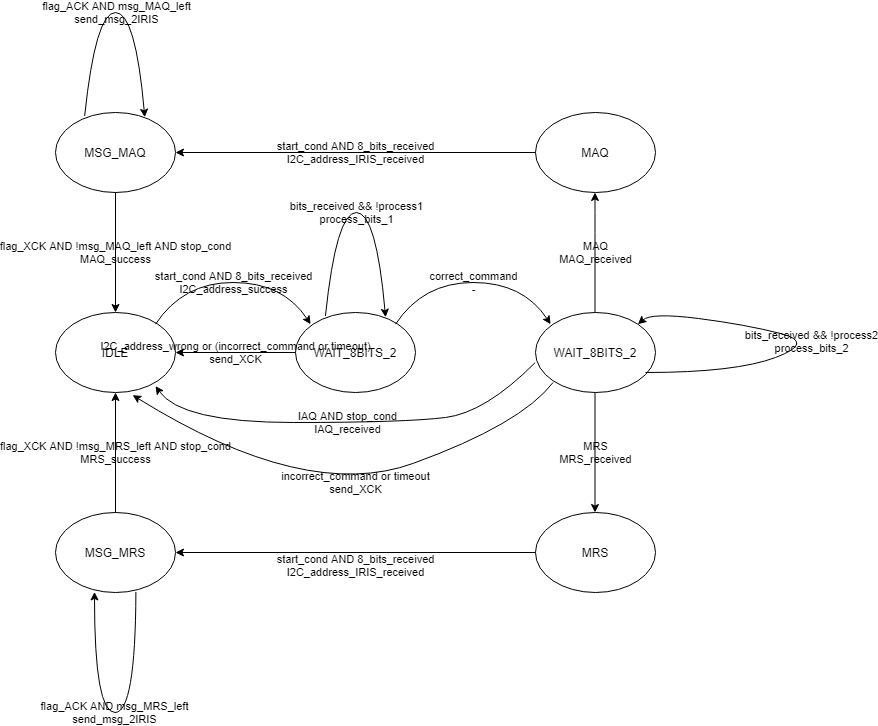 flag_ACK AND msg_MAQ_left
send_msg_2IRIS
MSG_MAQ
start_cond AND 8_bits_received
I2C_address_IRIS_received
MAQ
bits_received && !process1
process_bits_1
flag_XCK AND !msg_MAQ_left AND stop_cond
MAQ_success
MAQ
MAQ_received
start_cond AND 8_bits_received
I2C_address_success
correct_command
-
IDLE
I2C_address_wrong or (incorrect_command or timeout)
send_XCK
WAIT_8BITS_2
WAIT_8BITS_2
bits_received && !process2
process_bits_2
IAQ AND stop_cond
IAQ_received
flag_XCK AND !msg_MRS_left AND stop_cond
MRS_success
MRS
MRS_received
incorrect_command or timeout
send_XCK
MSG_MRS
start_cond AND 8_bits_received
I2C_address_IRIS_received
MRS
flag_ACK AND msg_MRS_left
send_msg_2IRIS